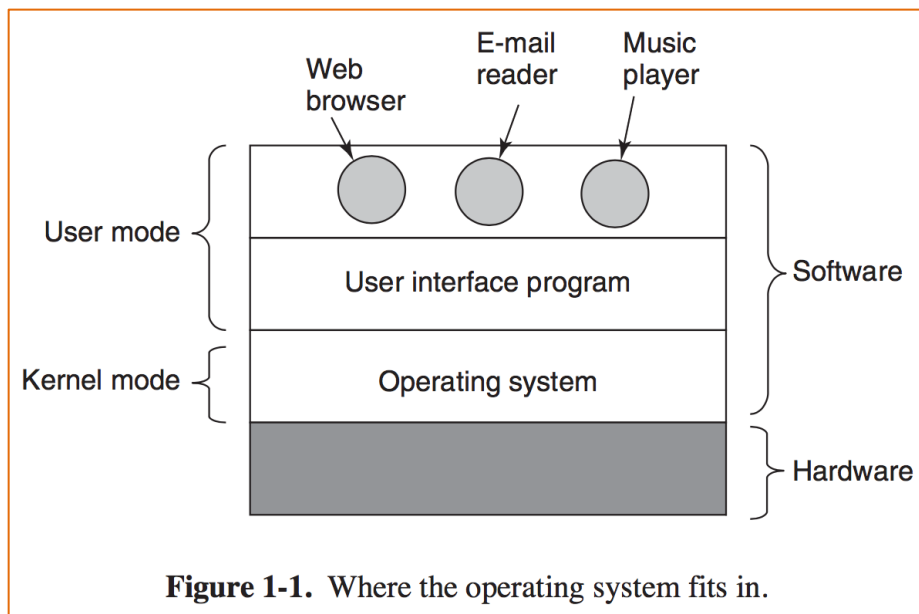 Web
browser
E-mail
reader
Music
player
User mode
User interface program
Software
Kernel mode
Operating system
Hardware
Figure 1-1. Where the operating system fits in.